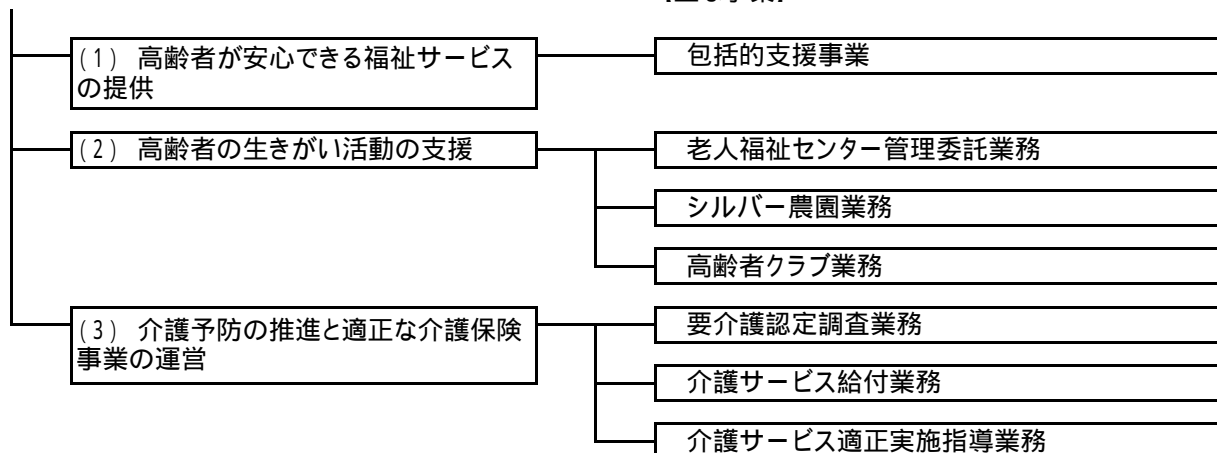 (1) 高齢者が安心できる福祉サービス
の提供
包括的支援事業
(2) 高齢者の生きがい活動の支援
老人福祉センター管理委託業務
シルバー農園業務
高齢者クラブ業務
(3) 介護予防の推進と適正な介護保険
事業の運営
要介護認定調査業務
介護サービス給付業務
介護サービス適正実施指導業務